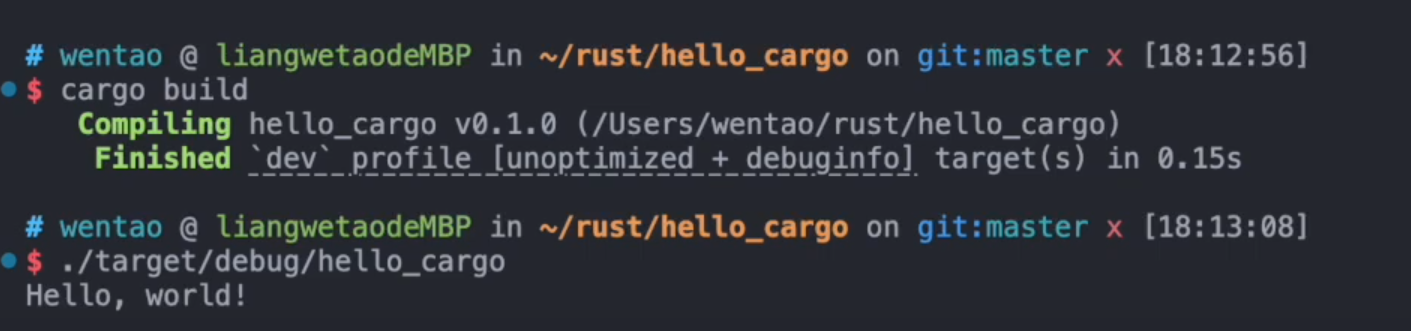 # wentao @ liangwetaodeMBP in ~/rust/hello_cargo on git:master x [18:12:56]
$ cargo build
Compiling hello_cargo v0.1.0 (/Users/wentao/rust/hello_cargo)
Finished `dev` profile [unoptimized + debuginfo] target(s) in 0.15s
# wentao @ liangwetaodeMBP in ~/rust/hello_cargo on git:master x [18:13:08]
$ ./target/debug/hello_cargo
Hello, world!